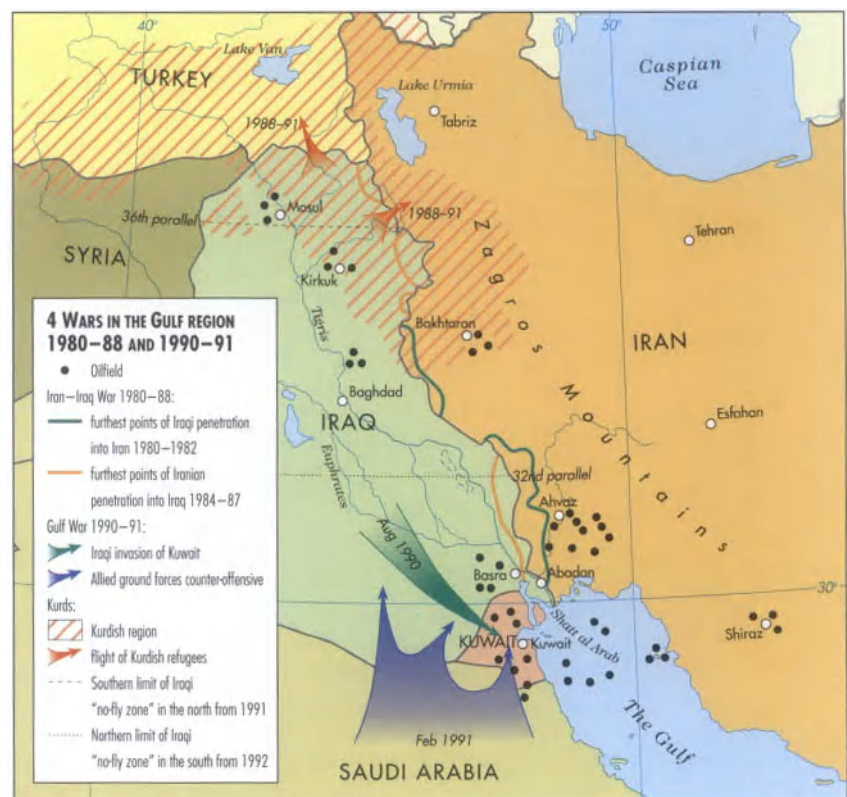 40°
50°
Lake Van
TURKEY
Caspian
Sea
Lake Urmia
Tabriz
1988–91
Mosul
36th parallel
1988–91
Zagros Mountains
Tehran
SYRIA
Kirkuk
Tigris
Bakhtaran
IRAN
Baghdad
IRAQ
Esfahan
Euphrates
32nd parallel
Ahvaz
Aug 1990
Basra
Abadan
30°
Shatt al Arab
Shiraz
KUWAIT
Kuwait
The Gulf
Feb 1991
SAUDI ARABIA
4 WARS IN THE GULF REGION
1980–88 AND 1990–91
Oilfield
Iran–Iraq War 1980–88:
furthest points of Iraqi penetration
into Iran 1980–1982
furthest points of Iranian
penetration into Iraq 1984–87
Gulf War 1990–91:
Iraqi invasion of Kuwait
Allied ground forces counter-offensive
Kurds:
Kurdish region
flight of Kurdish refugees
Southern limit of Iraqi
"no-fly zone" in the north from 1991
Northern limit of Iraqi
"no-fly zone" in the south from 1992